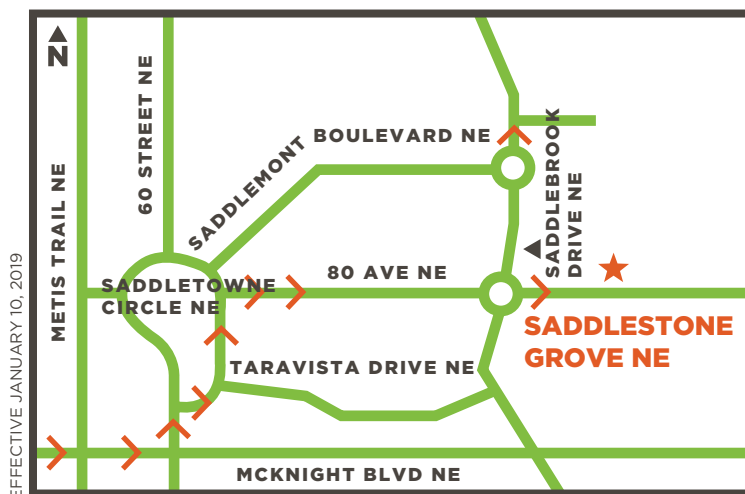 N
METIS TRAIL NE
60 STREET NE
SADDLEMONT
BOULEVARD NE
SADDLEBROOK
DRIVE NE
SADDLETOWNE
CIRCLE NE
80 AVE NE
SADDLESTONE
GROVE NE
TARAVISTA DRIVE NE
MCKNIGHT BLVD NE
EFFECTIVE JANUARY 10, 2019